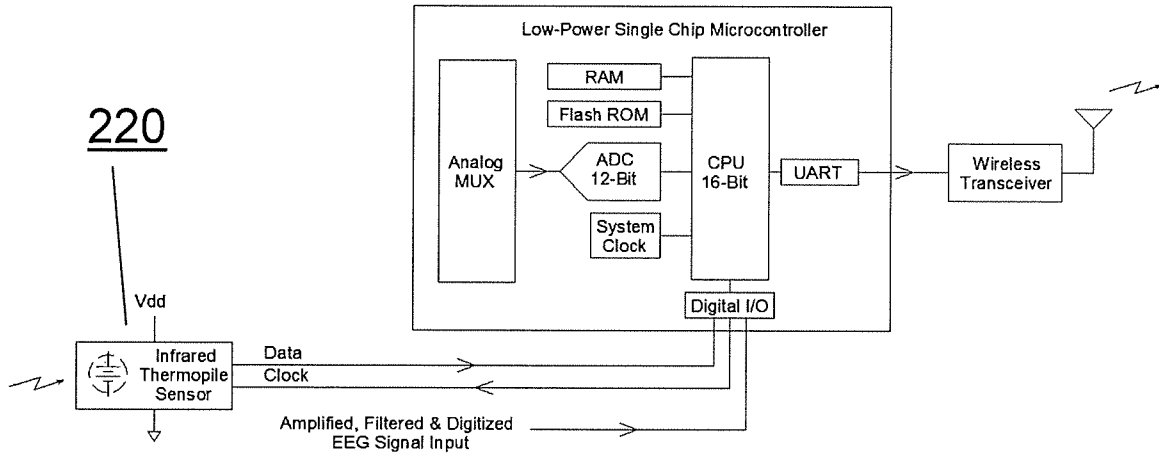 Low-Power Single Chip Microcontroller
RAM
Flash ROM
Analog
MUX
ADC
12-Bit
CPU
16-Bit
UART
System
Clock
Digital I/O
Wireless
Transceiver
220
Vdd
Infrared
Thermopile
Sensor
Data
Clock
Amplified, Filtered & Digitized
EEG Signal Input